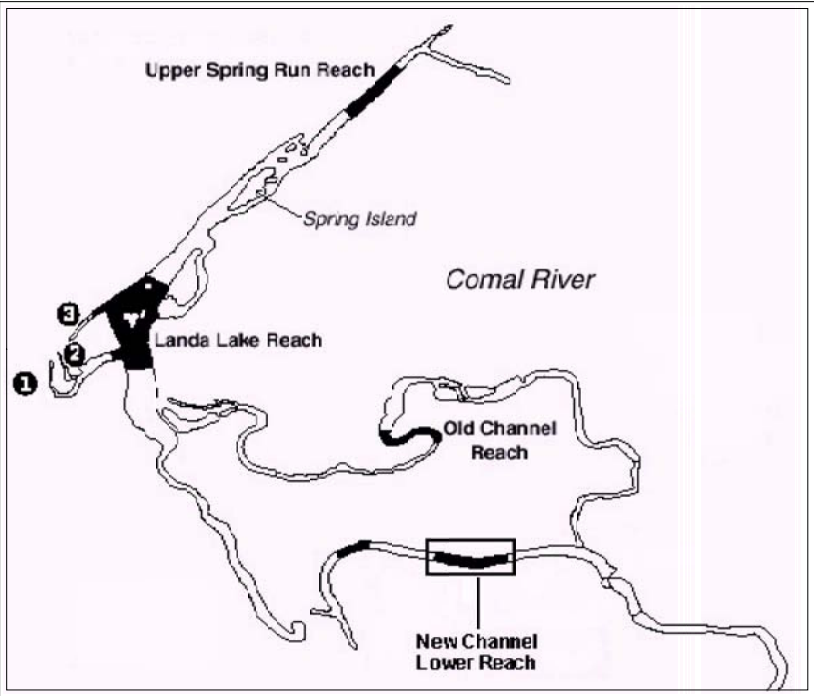 Upper Spring Run Reach
Spring Island
Comal River
3
Landa Lake Reach
2
1
Old Channel
Reach
New Channel
Lower Reach